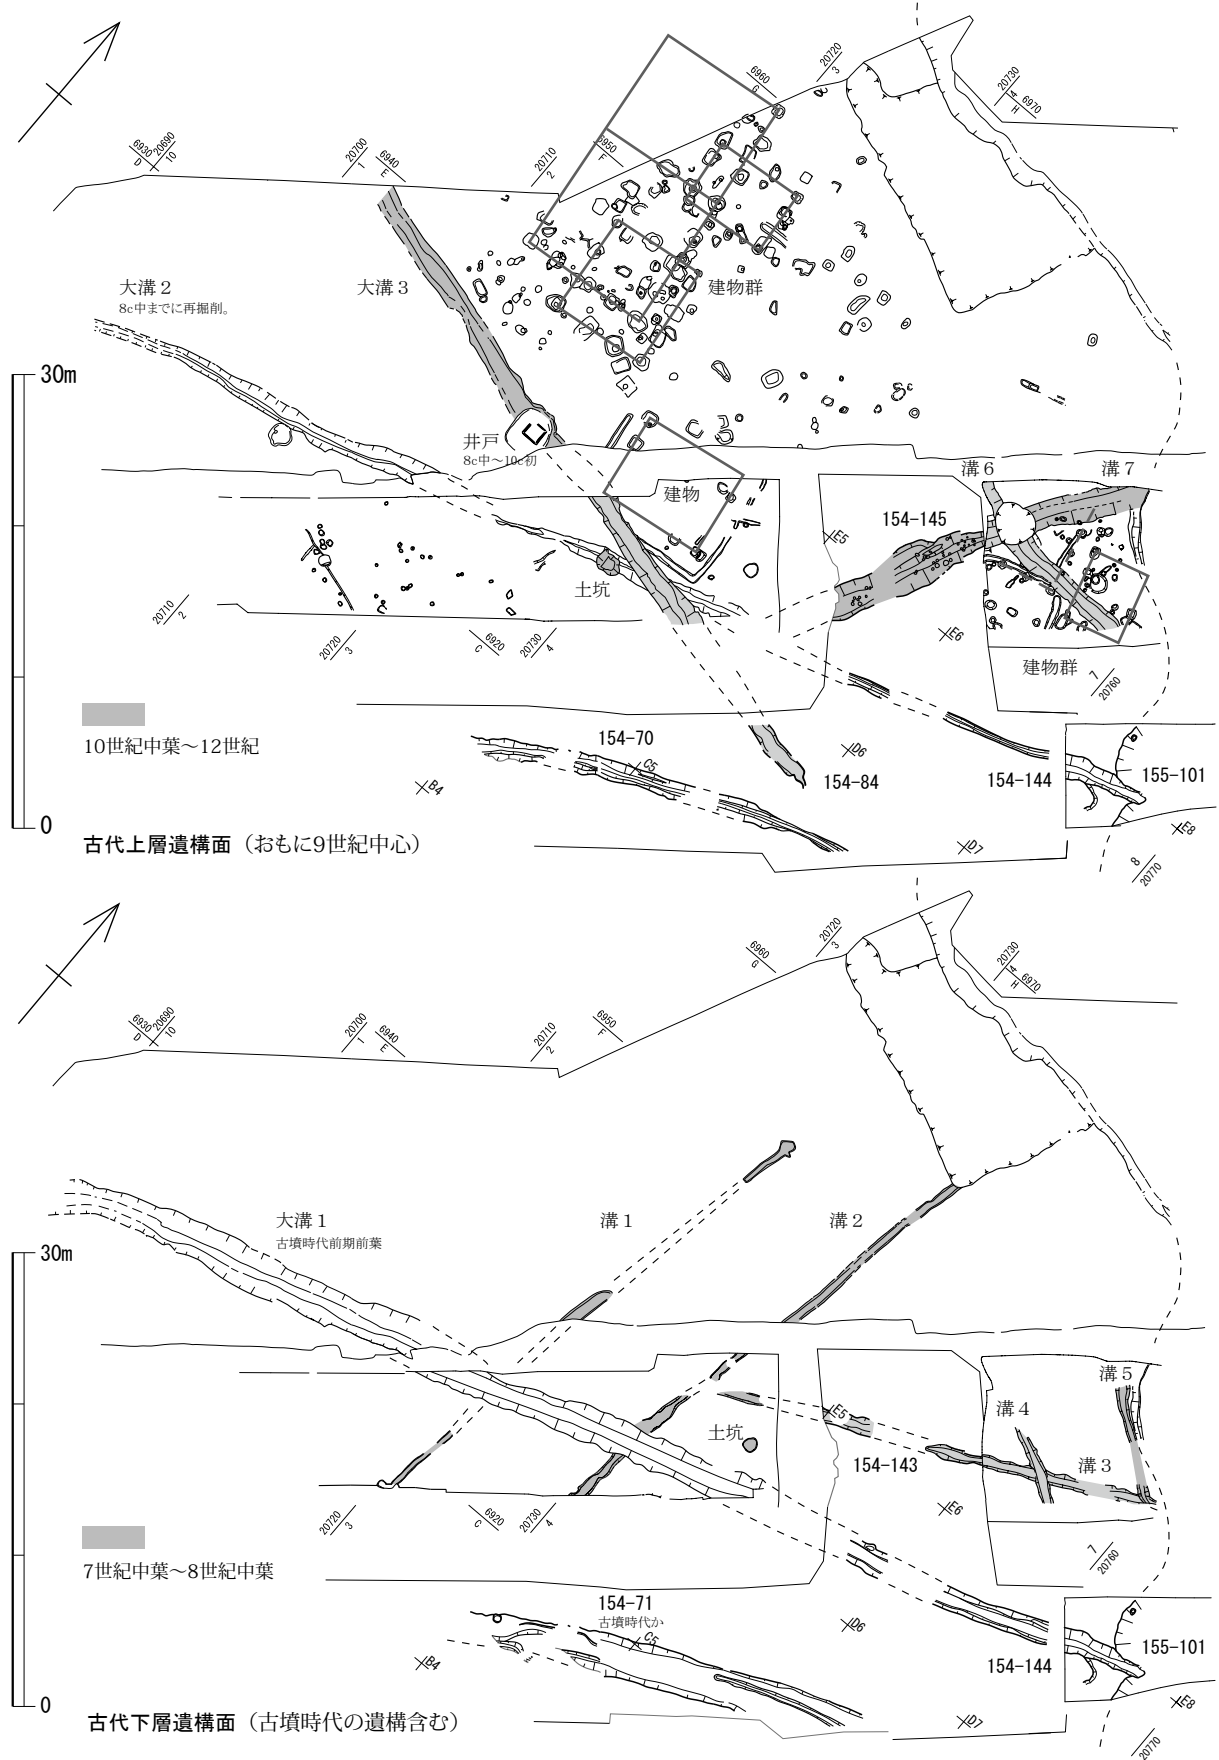 20720
3
6960
G
20730
4
6970
H
6930
D
20690
10
20700
1
6940
E
20710
2
6950
F
大溝2
8c中までに再掘削。
大溝3
建物群
30m
井戸
8c中〜10c初
建物
溝6
溝7
154-145
E5
土坑
20710
2
20720
3
6920
C
20730
4
E6
建物群
7
20760
10世紀中葉〜12世紀
154-70
C5
B4
D6
154-84
154-144
155-101
E8
0
古代上層遺構面（おもに9世紀中心）
D7
8
20770
20720
3
6960
G
20730
4
6970
H
6930
D
20690
10
20700
1
6940
E
20710
2
6950
F
大溝1
古墳時代前期前葉
溝1
溝2
30m
溝5
溝4
E5
土坑
154-143
溝3
20720
3
6920
C
20730
4
E6
7
20760
7世紀中葉〜8世紀中葉
154-71
古墳時代か
C5
B4
D6
154-144
155-101
E8
0
古代下層遺構面（古墳時代の遺構含む）
D7
20770